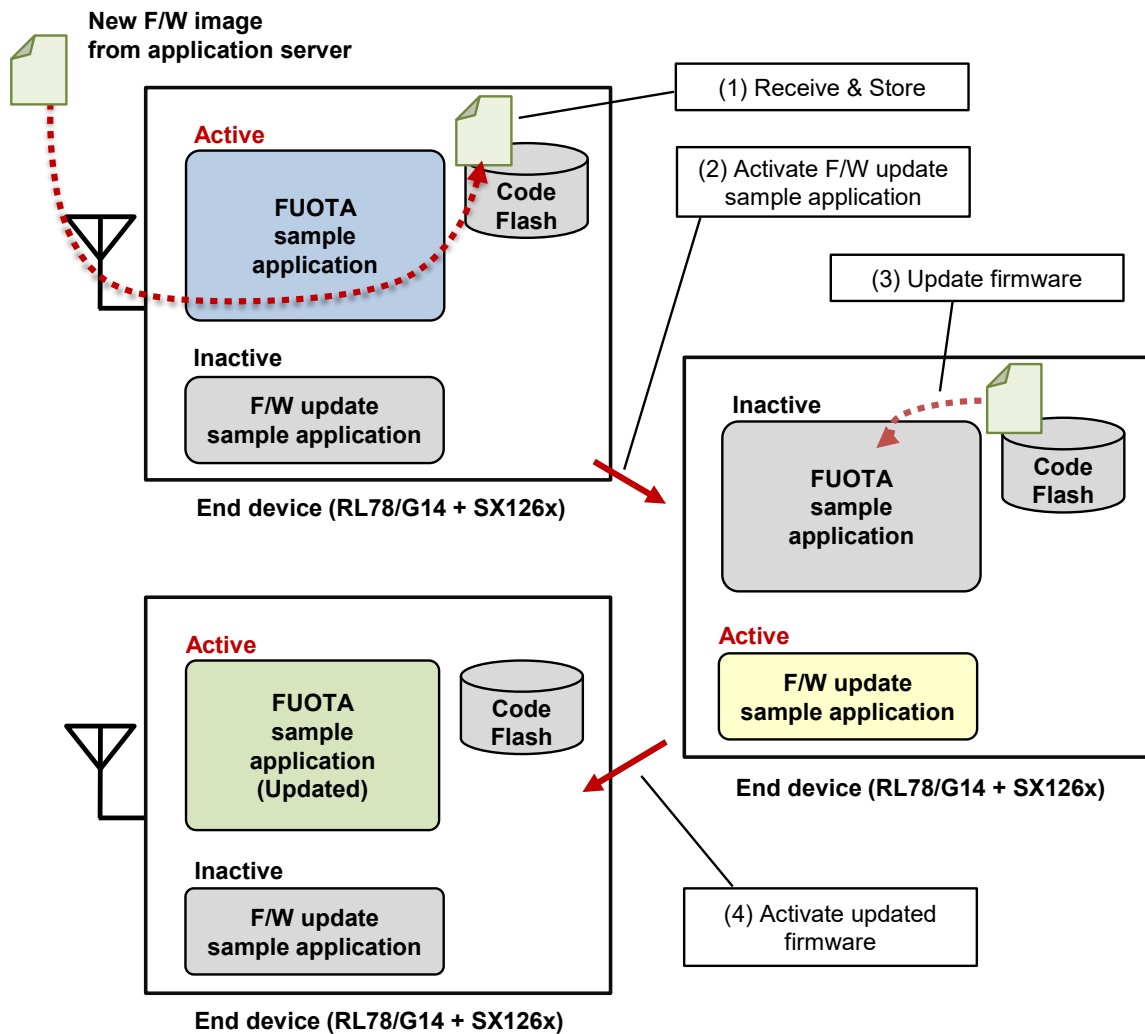 New F/W image
from application server
(1) Receive & Store
Active
FUOTA
sample
application
Code
Flash
(2) Activate F/W update
sample application
Inactive
F/W update
sample application
End device (RL78/G14 + SX126x)
(3) Update firmware
Inactive
FUOTA
sample
application
Code
Flash
Active
F/W update
sample application
End device (RL78/G14 + SX126x)
Active
FUOTA
sample
application
(Updated)
Code
Flash
Inactive
F/W update
sample application
End device (RL78/G14 + SX126x)
(4) Activate updated
firmware